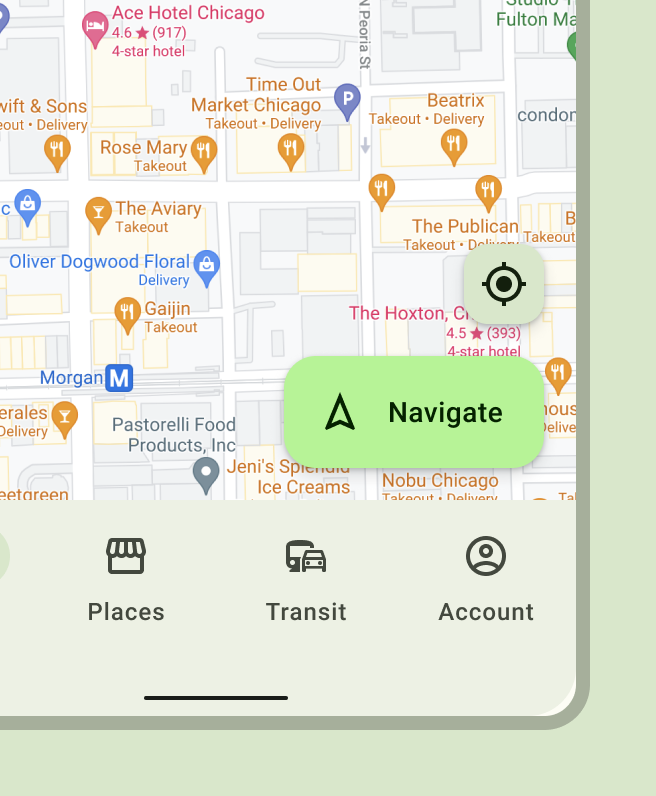 Studio
Fulton Ma
Ace Hotel Chicago
4.6 ★ (917)
4-star hotel
N Peoria St
Time Out
Market Chicago
Takeout • Delivery
P
Beatrix
Takeout • Delivery
wift & Sons
eout • Delivery
condor
Rose Mary
Takeout
c
The Aviary
Takeout
The Publican
Takeout • Delivery
B
Takeout
Oliver Dogwood Floral
Delivery
Gaijin
Takeout
The Hoxton, C
4.5 ★ (393)
4-star hotel
Morgan M
erales
Delivery
Navigate
hous
Delive
Pastorelli Food
Products, Inc
Jeni's Splendid
Ice Creams
Nobu Chicago
Takeout • Delivery
Ta
eetgreen
Places
Transit
Account